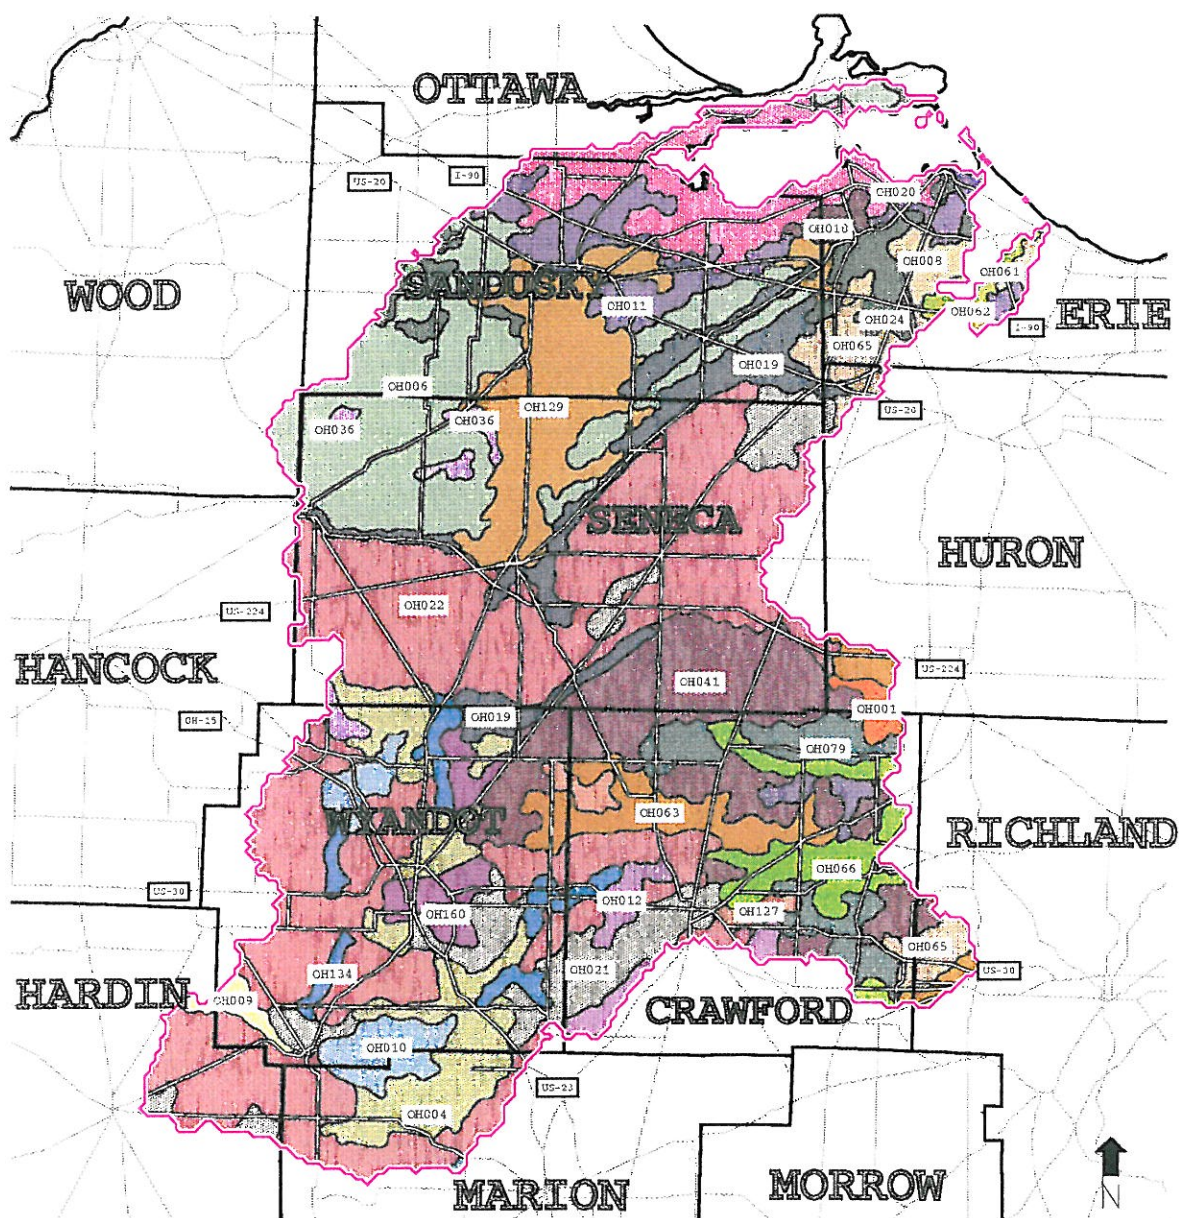 OTTAWA
US-20
I-90
OH020
OH018
OH008
WOOD
SANDUSKY
OH011
OH061
OH062
ERIE
OH024
I-90
OH065
OH019
OH006
OH129
OH036
OH036
US-20
SENECA
HURON
US-224
OH022
HANCOCK
OH041
US-224
OH-15
OH019
OH001
OH079
WYANDOT
OH063
RICHLAND
OH066
US-30
OH160
OH012
OH127
OH065
OH134
OH021
US-30
HARDIN
OH009
CRAWFORD
OH010
US-23
OH004
MARION
MORROW
N